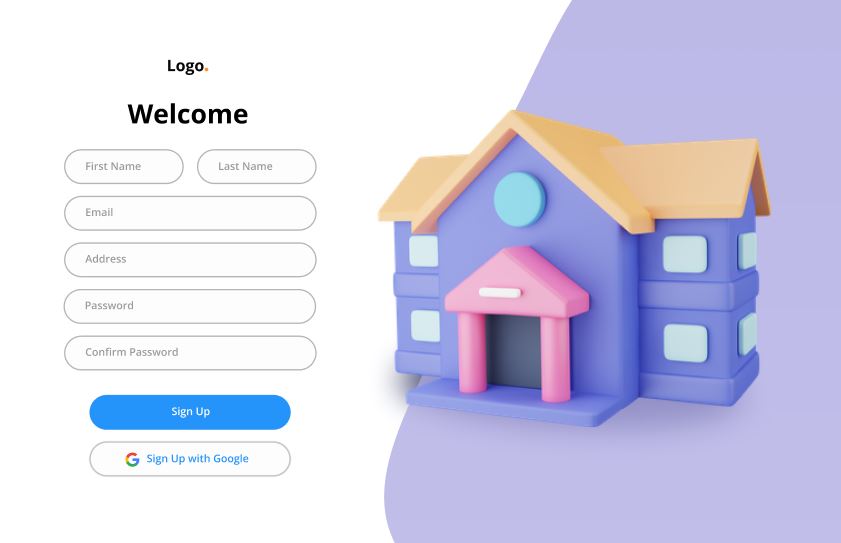 Logo.
Welcome
First Name Last Name
Email
Address
Password
Confirm Password
Sign Up
Sign Up with Google